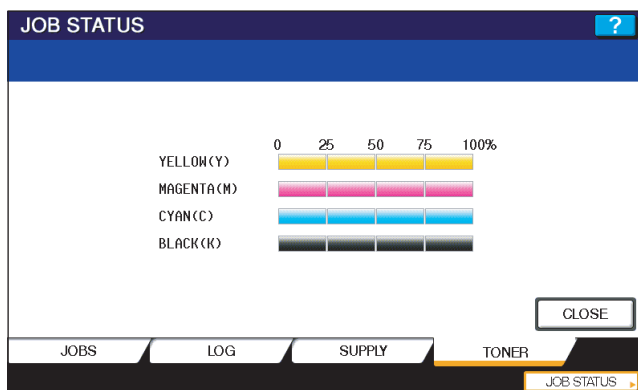 JOB STATUS ?
0 25 50 75 100%
YELLOW(Y)
MAGENTA(M)
CYAN(C)
BLACK(K)
CLOSE
JOBS LOG SUPPLY TONER
JOB STATUS